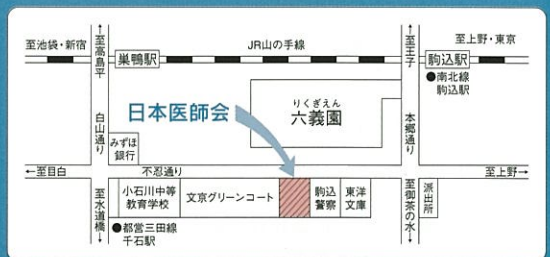 至池袋・新宿
至高島平
巣鴨駅
JR山の手線
至王子
駒込駅
至上野・東京
●南北線
駒込駅
日本医師会
りくぎえん
六義園
白山通り
本郷通り
みずほ
銀行
←至目白
不忍通り
至上野→
至水道橋
小石川中等
教育学校
文京グリーンコート
駒込
警察
東洋
文庫
至御茶の水
派出所
●都営三田線
千石駅